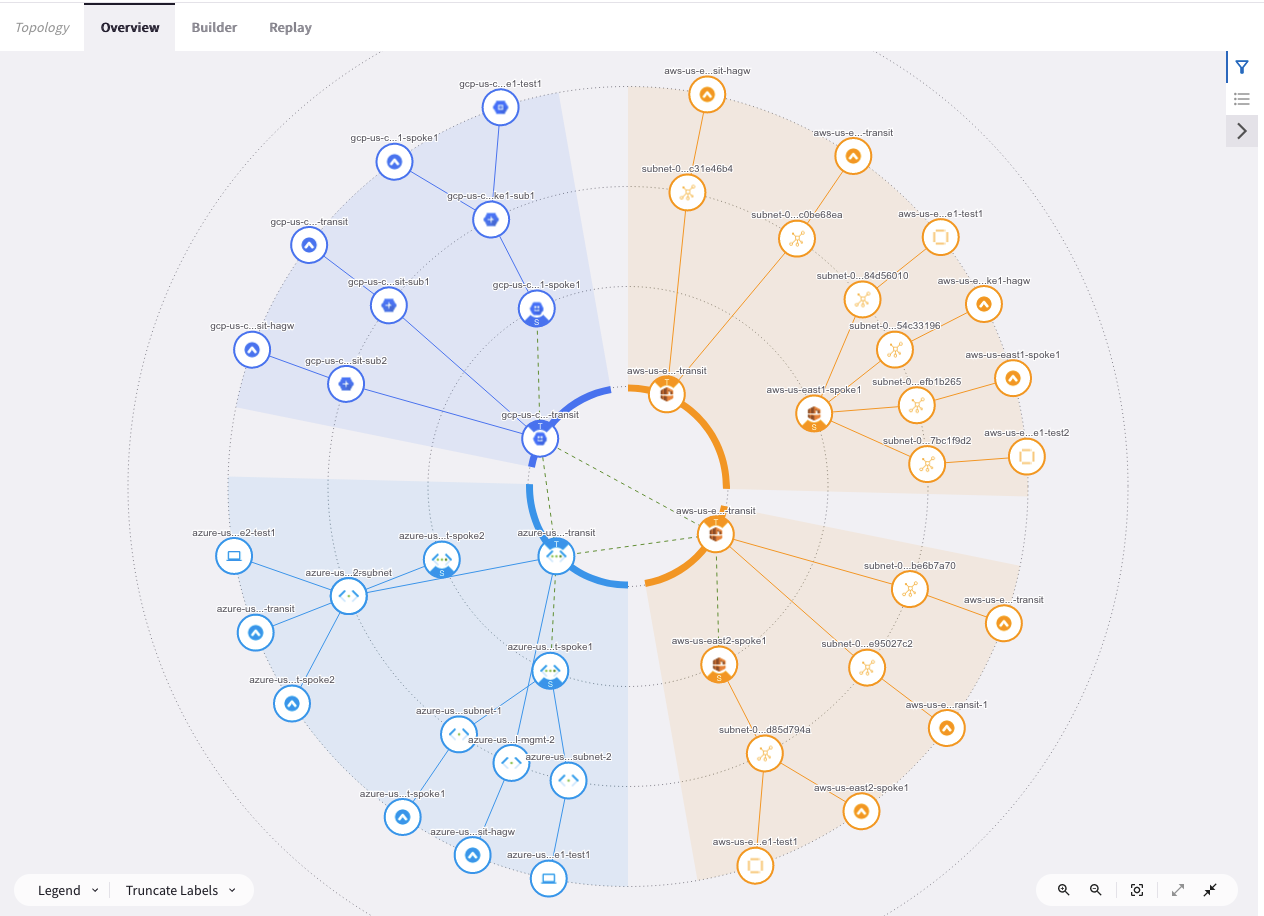 Topology
Overview
Builder
Replay
aws-us-e...sit-hagw
gcp-us-c...e1-test1
aws-us-e...-transit
gcp-us-c...1-spoke1
subnet-0...c31e46b4
gcp-us-c...ke1-sub1
subnet-0...c0be68ea
aws-us-e...e1-test1
gcp-us-c...-transit
subnet-0...84d56010
gcp-us-c...sit-sub1
aws-us-e...ke1-hagw
gcp-us-c...1-spoke1
S
gcp-us-c...sit-hagw
subnet-0...54c33196
aws-us-east1-spoke1
gcp-us-c...sit-sub2
aws-us-e...-transit
T
subnet-0...efb1b265
aws-us-east1-spoke1
S
gcp-us-c...-transit
T
aws-us-e...e1-test2
subnet-0...7bc1f9d2
aws-us-e...-transit
T
azure-us...e2-test1
azure-us...t-spoke2
S
azure-us...-transit
T
subnet-0...be6b7a70
azure-us...2-subnet
aws-us-e...-transit
azure-us...-transit
aws-us-east2-spoke1
S
subnet-0...e95027c2
azure-us...t-spoke1
S
azure-us...t-spoke2
aws-us-e...ransit-1
azure-us...subnet-1
subnet-0...d85d794a
azure-us...l-mgmt-2
azure-us...subnet-2
aws-us-east2-spoke1
azure-us...t-spoke1
azure-us...sit-hagw
aws-us-e...e1-test1
azure-us...e1-test1
Legend
Truncate Labels